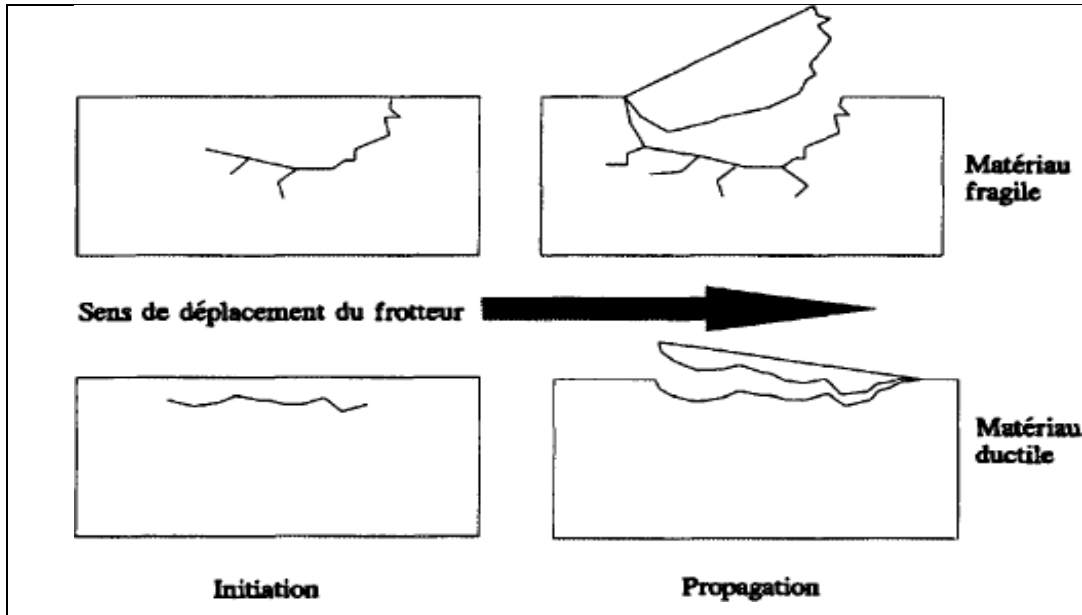 Matériau
fragile
Sens de déplacement du frotteur
Matériau
ductile
Initiation
Propagation